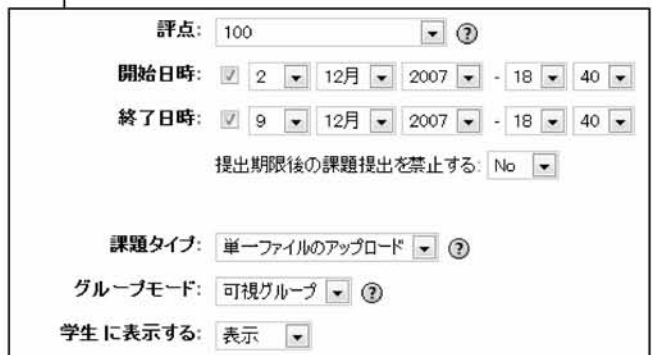 評点: 100
開始日時: 2 12月 2007 - 18 40
終了日時: 9 12月 2007 - 18 40
提出期限後の課題提出を禁止する: No
課題タイプ: 単一ファイルのアップロード
グループモード: 可視グループ
学生 に表示する: 表示